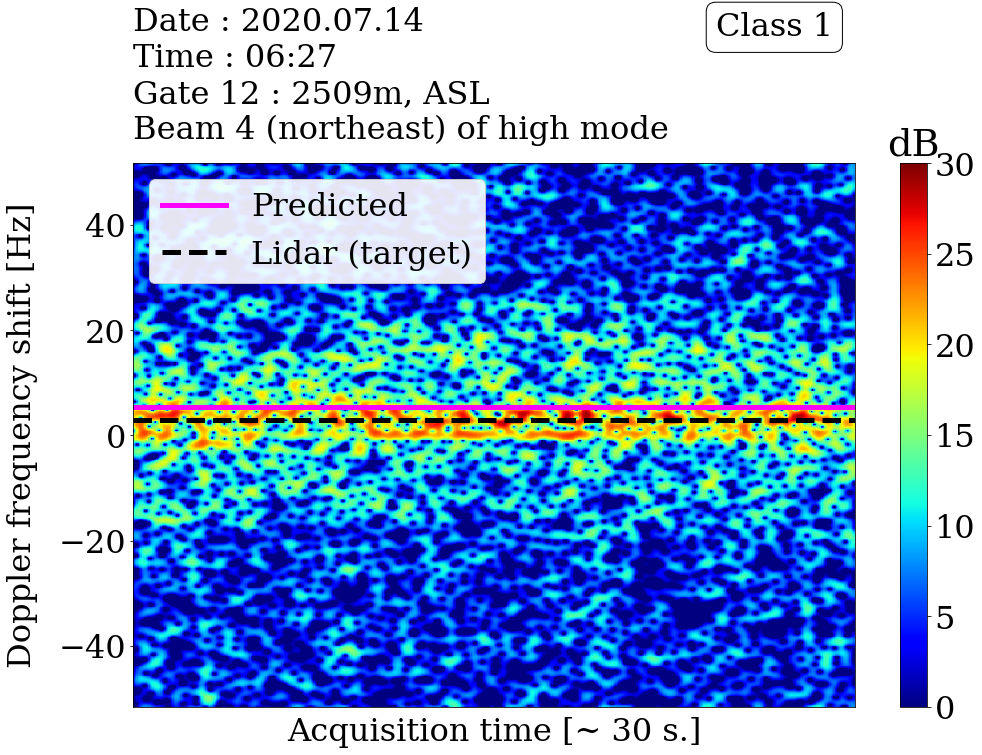 Date : 2020.07.14
Time : 06:27
Gate 12 : 2509m, ASL
Beam 4 (northeast) of high mode
Class 1
dB
Predicted
Lidar (target)
Doppler frequency shift [Hz]
40
20
0
−20
−40
Acquisition time [~ 30 s.]
30
25
20
15
10
5
0